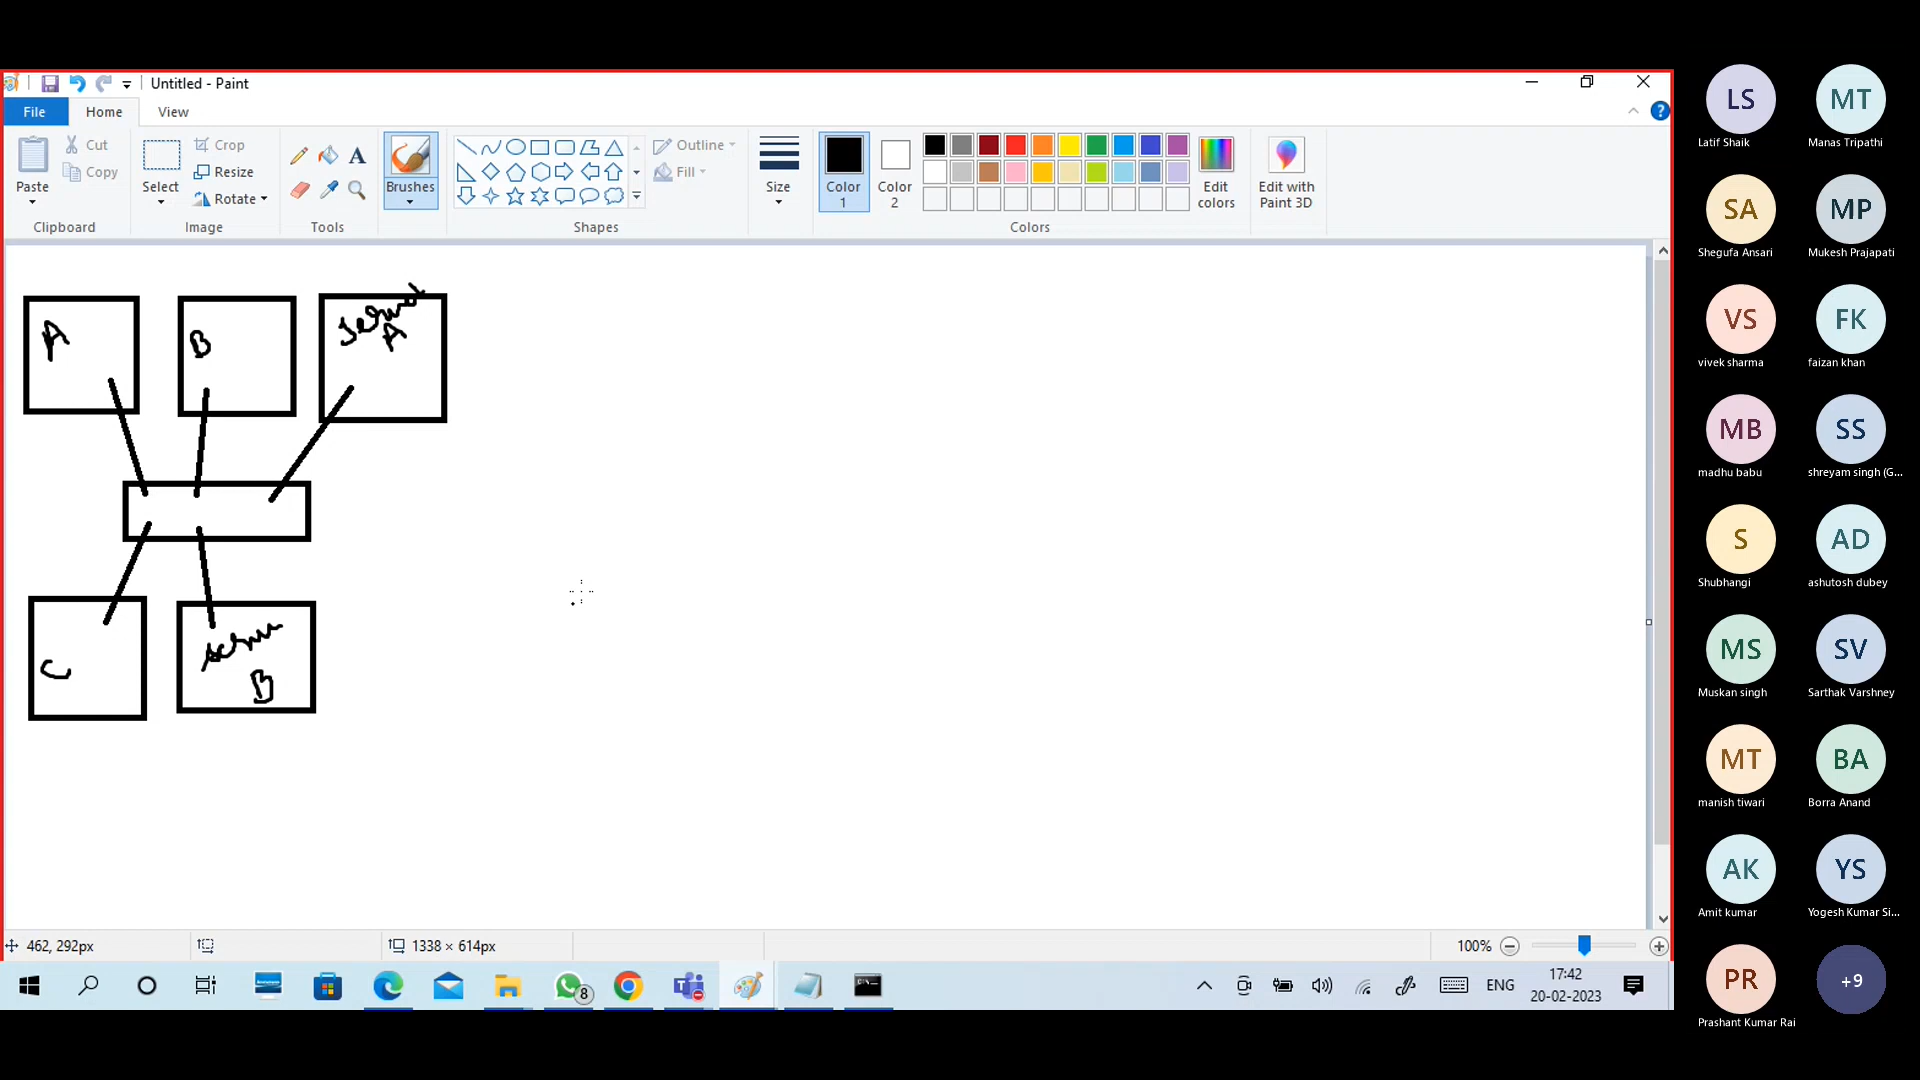 Untitled - Paint
File Home View
Paste
Cut
Copy
Clipboard
Select
Crop
Resize
Rotate
Image
A
Tools
Brushes
Shapes
Outline
Fill
Size
Color 1
Color 2
Edit colors
Colors
Edit with Paint 3D
?
A
B
A
C
B
462, 292px
1338 × 614px
100%
8
ENG
17:42
20-02-2023
LS
Latif Shaik
MT
Manas Tripathi
SA
Shegufa Ansari
MP
Mukesh Prajapati
VS
vivek sharma
FK
faizan khan
MB
madhu babu
SS
shreyam singh (G...
S
Shubhangi
AD
ashutosh dubey
MS
Muskan singh
SV
Sarthak Varshney
MT
manish tiwari
BA
Borra Anand
AK
Amit kumar
YS
Yogesh Kumar Si...
PR
Prashant Kumar Rai
+9